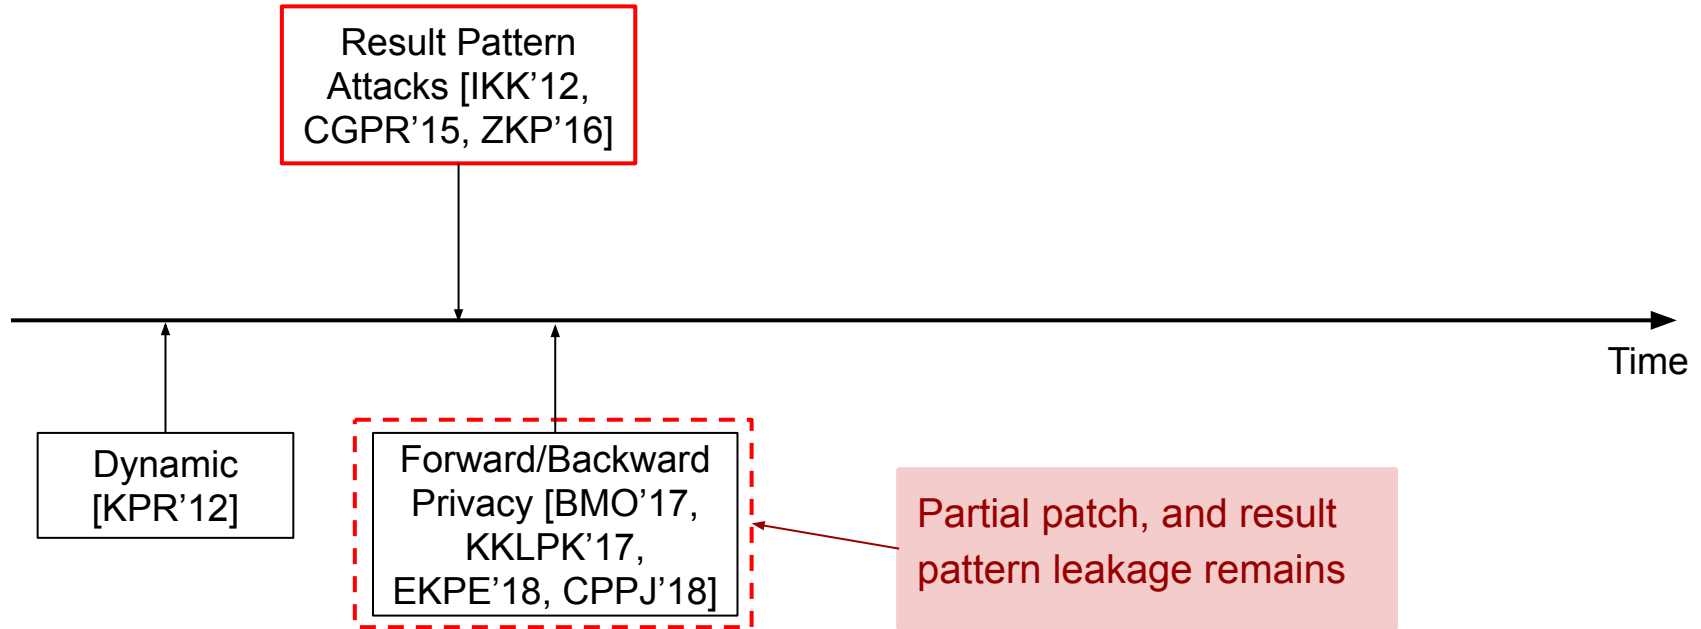 Result Pattern
Attacks [IKK’12,
CGPR’15, ZKP’16]
Time
Dynamic
[KPR’12]
Forward/Backward
Privacy [BMO’17,
KKLPK’17,
EKPE’18, CPPJ’18]
Partial patch, and result
pattern leakage remains